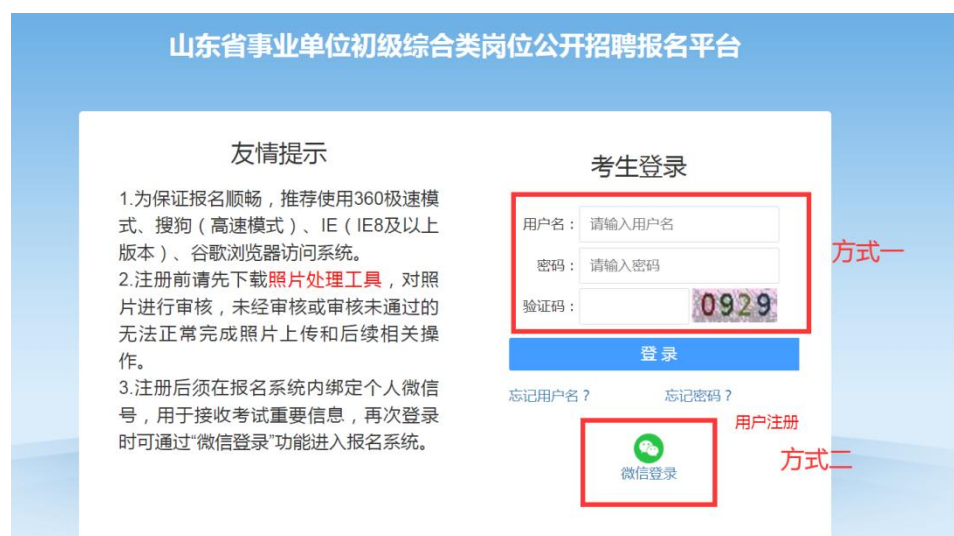 山东省事业单位初级综合类岗位公开招聘报名平台
友情提示
1.为保证报名顺畅，推荐使用360极速模
式、搜狗（高速模式）、IE（IE8及以上
版本）、谷歌浏览器访问系统。
2.注册前请先下载照片处理工具，对照
片进行审核，未经审核或审核未通过的
无法正常完成照片上传和后续相关操
作。
3.注册后须在报名系统内绑定个人微信
号，用于接收考试重要信息，再次登录
时可通过“微信登录”功能进入报名系统。
考生登录
用户名： 请输入用户名
密码： 请输入密码
验证码： 0929
方式一
登录
忘记用户名？ 忘记密码？
用户注册
微信登录
方式二